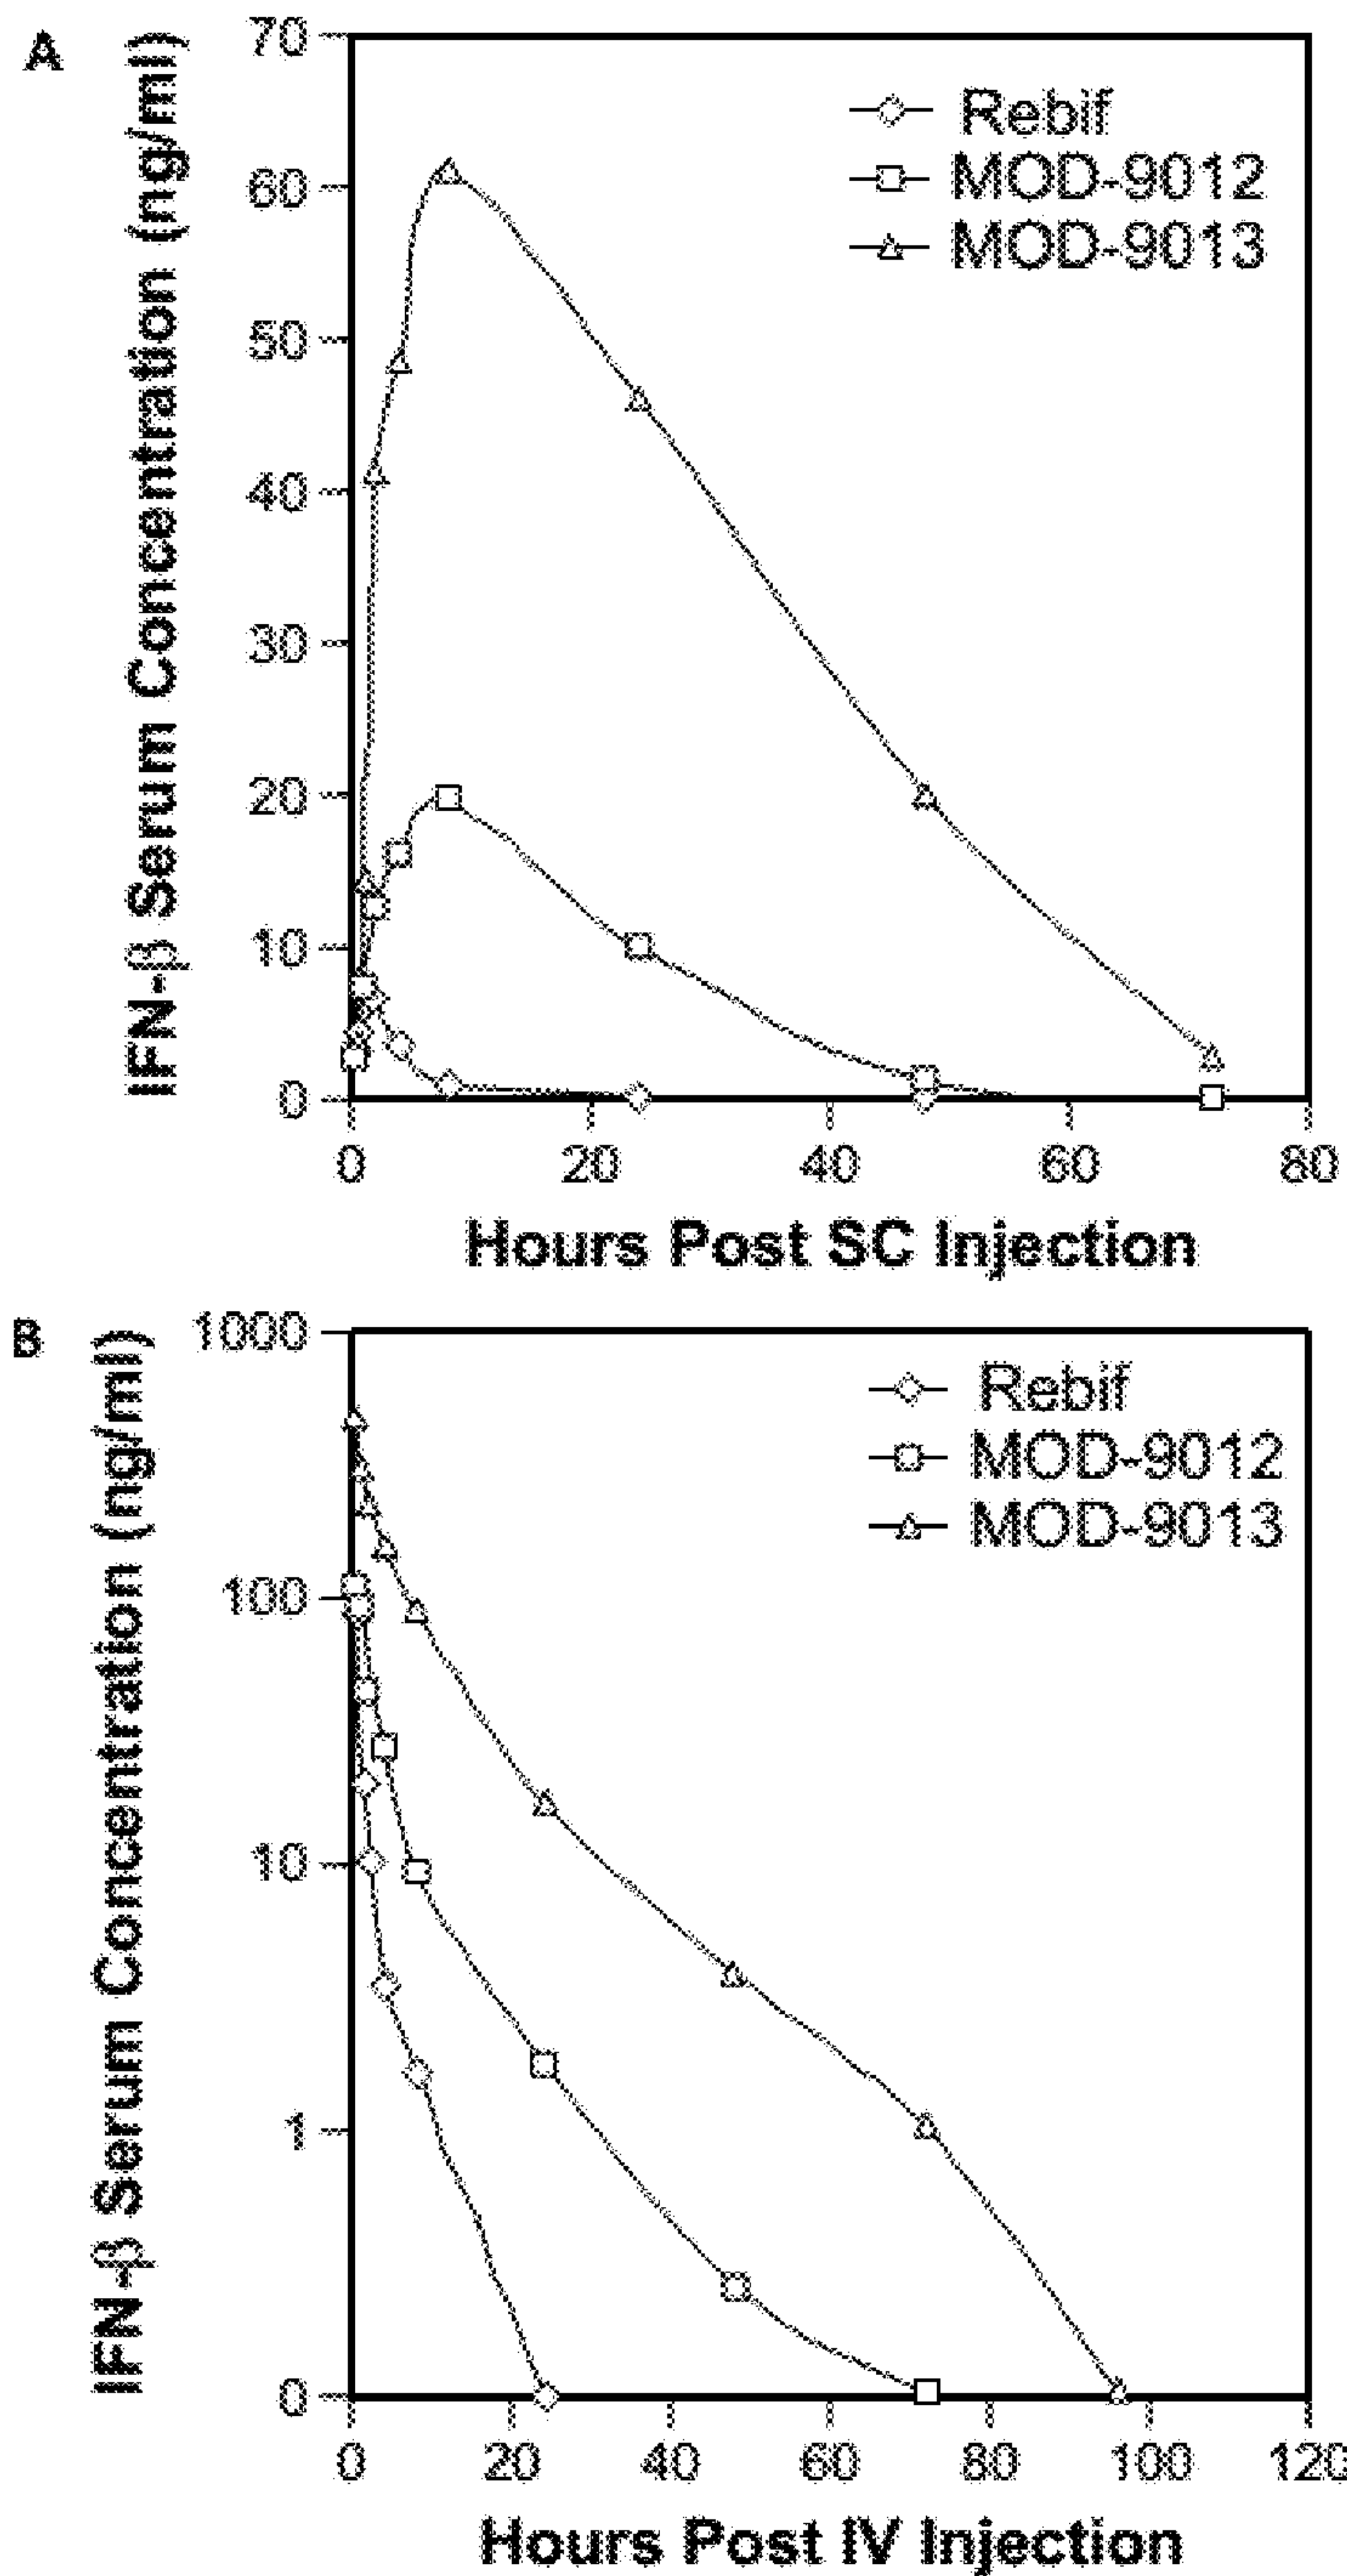 A
IFN-β Serum Concentration (ng/ml)
70
60
50
40
30
20
10
0
Rebif
MOD-9012
MOD-9013
0 20 40 60 80
Hours Post SC Injection
B
IFN-β Serum Concentration (ng/ml)
1000
100
10
1
0
Rebif
MOD-9012
MOD-9013
0 20 40 60 80 100 120
Hours Post IV Injection